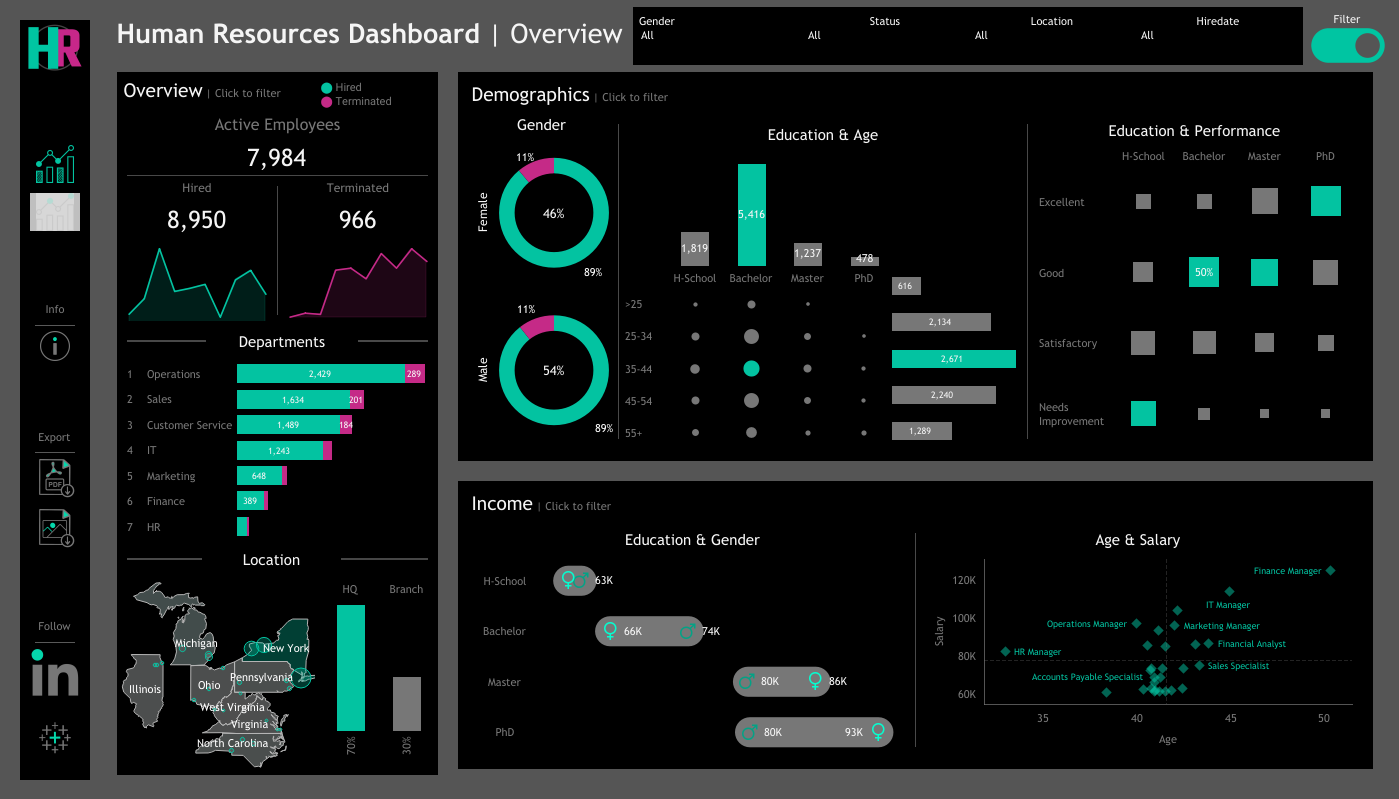 HR
Human Resources Dashboard | Overview
Gender Status Location Hiredate
All All All All
Filter
Info
Export
PDF
Follow
in
Overview | Click to filter
Hired
Terminated
Active Employees
7,984
Hired Terminated
8,950 966
Departments
1 Operations 2,429 289
2 Sales 1,634 201
3 Customer Service 1,489 184
4 IT 1,243
5 Marketing 648
6 Finance 389
7 HR
Location
HQ Branch
Michigan
New York
Illinois
Ohio
Pennsylvania
West Virginia
Virginia
North Carolina
70% 30%
Demographics | Click to filter
Gender
Female
11%
46%
89%
Male
11%
54%
89%
Education & Age
5,416
1,819
1,237
478
H-School Bachelor Master PhD
616
>25
2,134
25-34
35-44 2,671
45-54 2,240
55+ 1,289
Education & Performance
H-School Bachelor Master PhD
Excellent
Good 50%
Satisfactory
Needs
Improvement
Income | Click to filter
Education & Gender
H-School 63K
Bachelor 66K 74K
Master 80K 86K
PhD 80K 93K
Age & Salary
Salary
120K
100K
80K
60K
Finance Manager
IT Manager
Operations Manager
Marketing Manager
Financial Analyst
HR Manager
Sales Specialist
Accounts Payable Specialist
35 40 45 50
Age